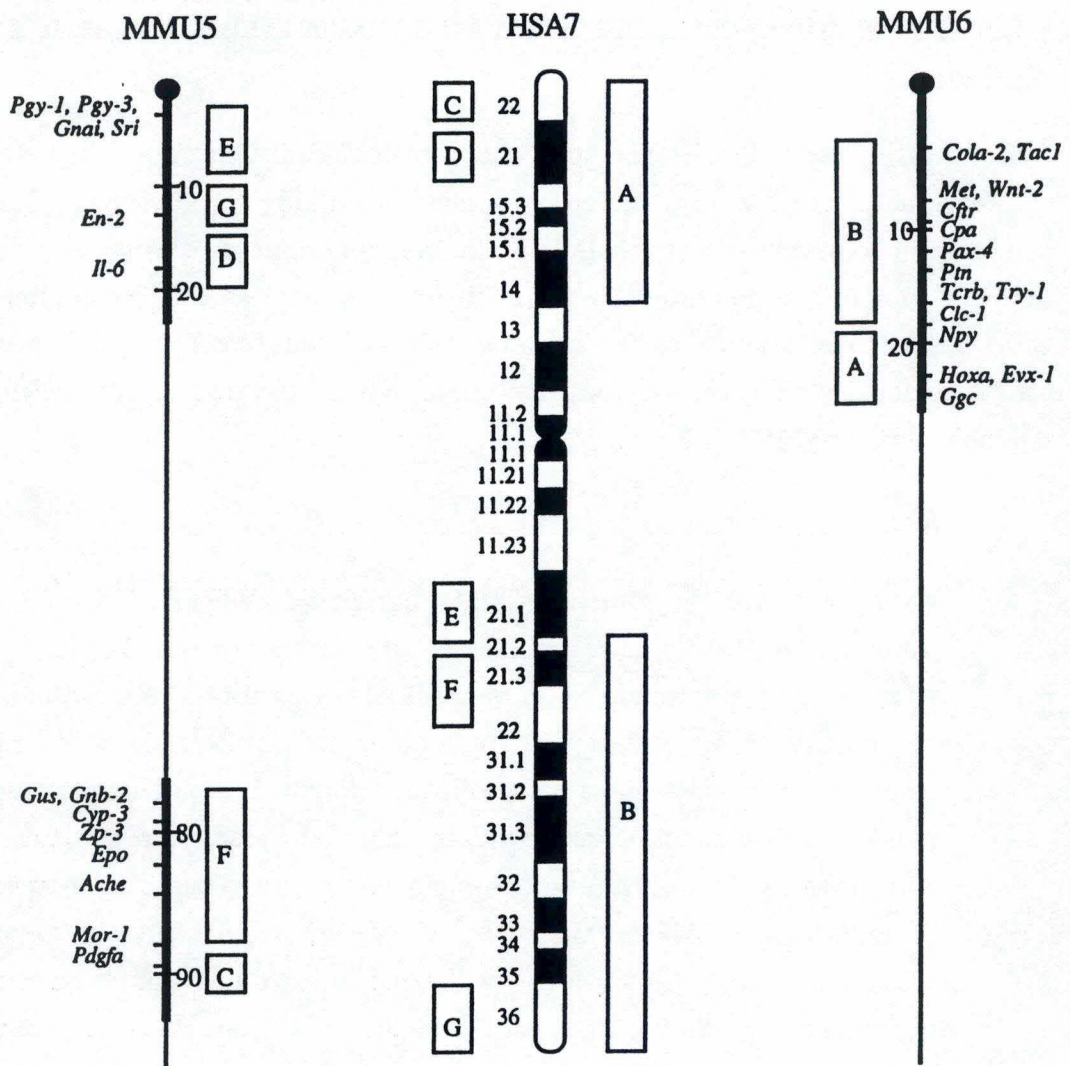 MMU5
HSA7
MMU6
Pgy-1, Pgy-3,
Gnai, Sri
E
10
En-2
G
Il-6
D
20
Gus, Gnb-2
Cyp-3
Zp-3
80
Epo
F
Ache
Mor-1
Pdgfa
90
C
C
D
E
F
G
22
21
15.3
15.2
15.1
14
13
12
11.2
11.1
11.1
11.21
11.22
11.23
21.1
21.2
21.3
22
31.1
31.2
31.3
32
33
34
35
36
A
B
B
A
Cola-2, Tac1
Met, Wnt-2
Cftr
10
Cpa
Pax-4
Ptn
Tcrb, Try-1
Clc-1
Npy
20
Hoxa, Evx-1
Ggc